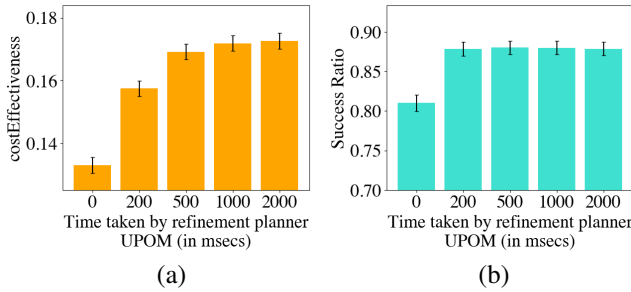 costEffectiveness
0.18
0.16
0.14
0 200 500 1000 2000
Time taken by refinement planner
UPOM (in msecs)
(a)
Success Ratio
0.90
0.85
0.80
0.75
0.70
0 200 500 1000 2000
Time taken by refinement planner
UPOM (in msecs)
(b)